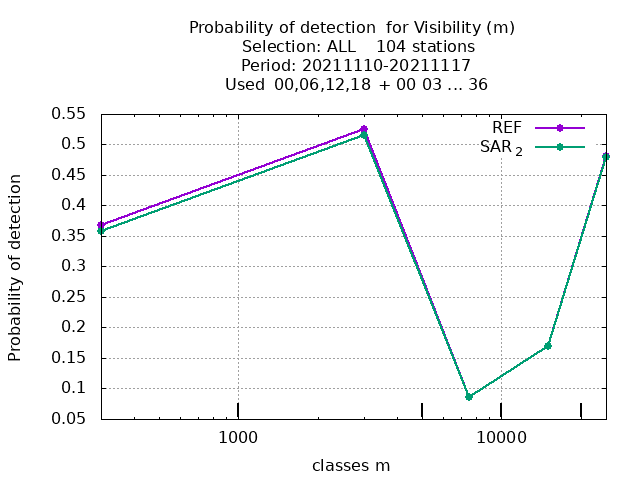 Probability of detection  for Visibility (m)
Selection: ALL    104 stations
Period: 20211110-20211117
Used  00,06,12,18 + 00 03 ... 36
REF
SAR 2
0.55
0.5
0.45
0.4
0.35
0.3
0.25
0.2
0.15
0.1
0.05
Probability of detection
1000
10000
classes m